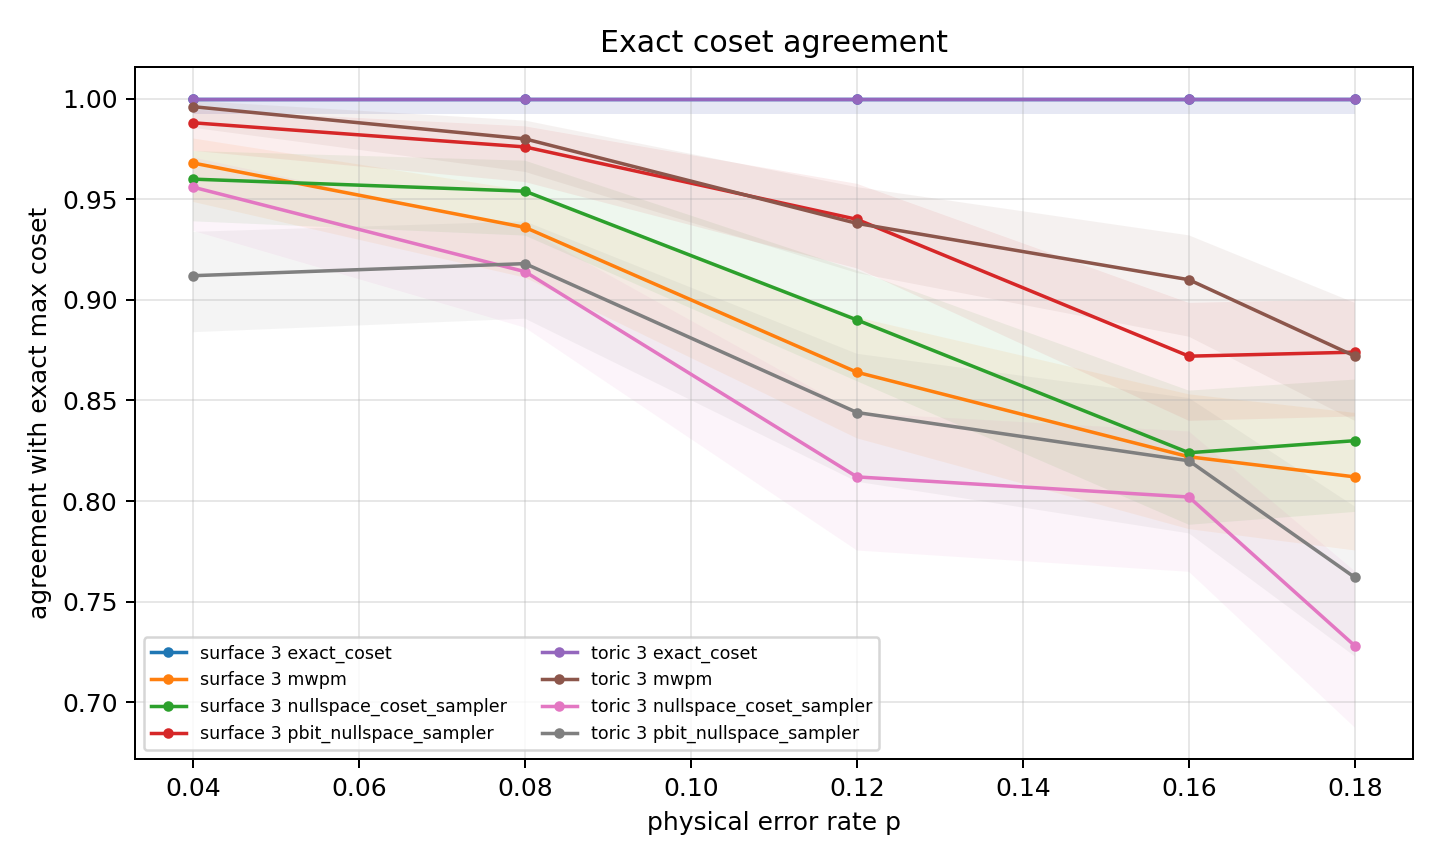 Exact coset agreement
agreement with exact max coset
1.00
0.95
0.90
0.85
0.80
0.75
0.70
surface 3 exact_coset
surface 3 mwpm
surface 3 nullspace_coset_sampler
surface 3 pbit_nullspace_sampler
toric 3 exact_coset
toric 3 mwpm
toric 3 nullspace_coset_sampler
toric 3 pbit_nullspace_sampler
0.04 0.06 0.08 0.10 0.12 0.14 0.16 0.18
physical error rate p